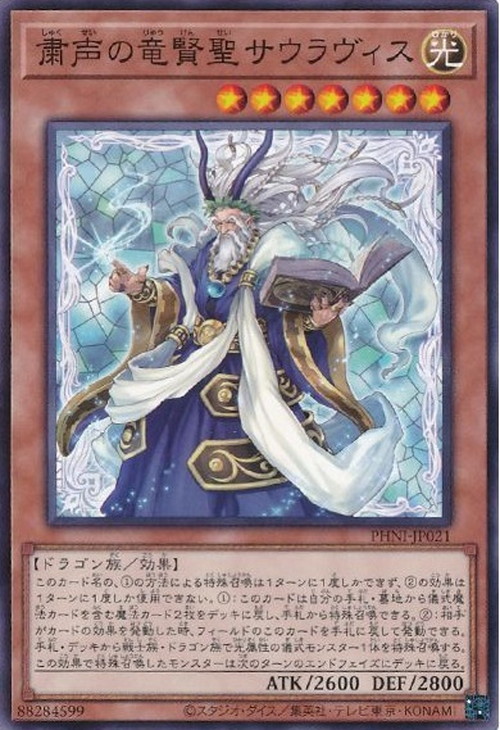 粛声の竜賢聖サウラヴィス
光
PHNI-JP021
【ドラゴン族/効果】
このカード名の、①の方法による特殊召喚は1ターンに1度しかできず、②の効果は
1ターンに1度しか使用できない。①:このカードは自分の手札・墓地から儀式魔
法カードを含む魔法カード2枚をデッキに戻し、手札から特殊召喚できる。②:相手
がカードの効果を発動した時、フィールドのこのカードを手札に戻して発動できる。
手札・デッキから戦士族・ドラゴン族で光属性の儀式モンスター1体を特殊召喚する。
この効果で特殊召喚したモンスターは次のターンのエンドフェイズにデッキに戻る。
ATK/2600 DEF/2800
88284599 ©スタジオ・ダイス/集英社・テレビ東京・KONAMI